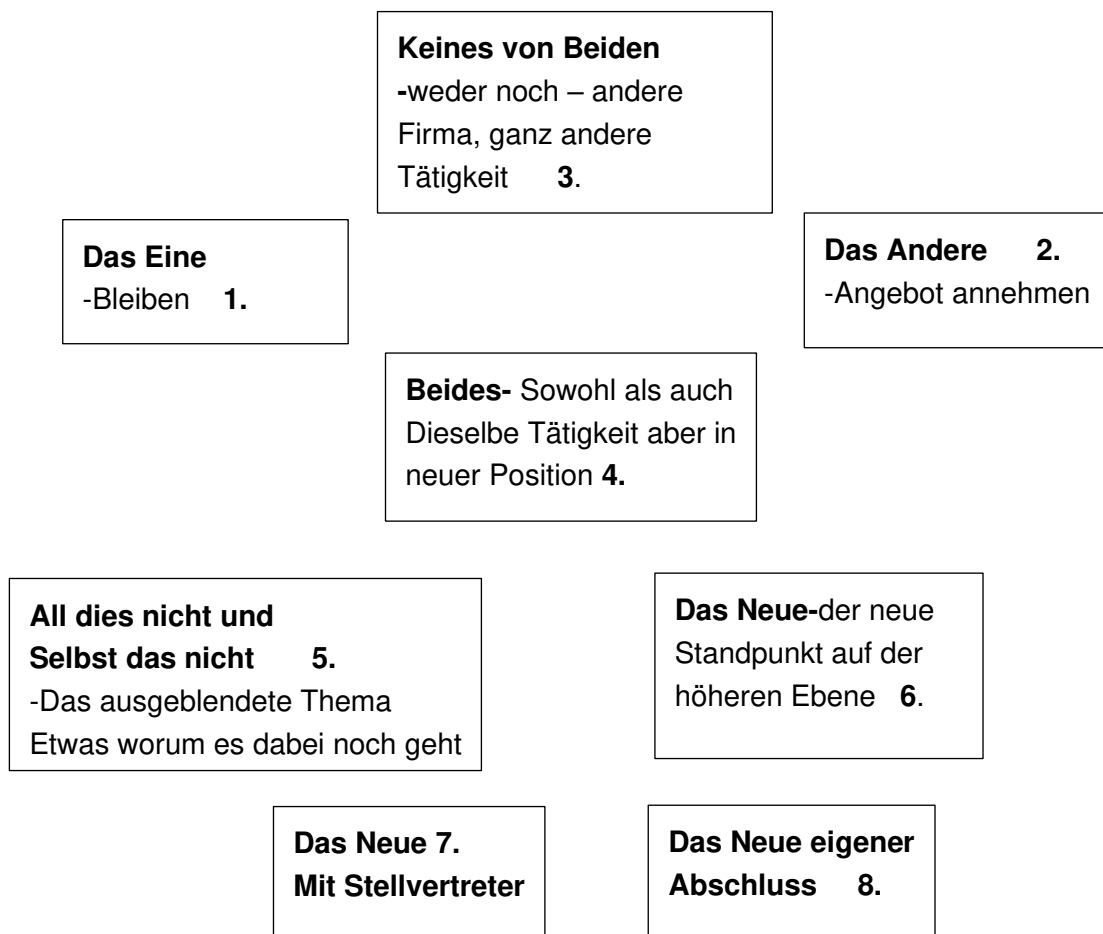 Keines von Beiden
-weder noch – andere
Firma, ganz andere
Tätigkeit 3.
Das Eine
-Bleiben 1.
Das Andere 2.
-Angebot annehmen
Beides- Sowohl als auch
Dieselbe Tätigkeit aber in
neuer Position 4.
All dies nicht und
Selbst das nicht 5.
-Das ausgeblendete Thema
Etwas worum es dabei noch geht
Das Neue-der neue
Standpunkt auf der
höheren Ebene 6.
Das Neue 7.
Mit Stellvertreter
Das Neue eigener
Abschluss 8.